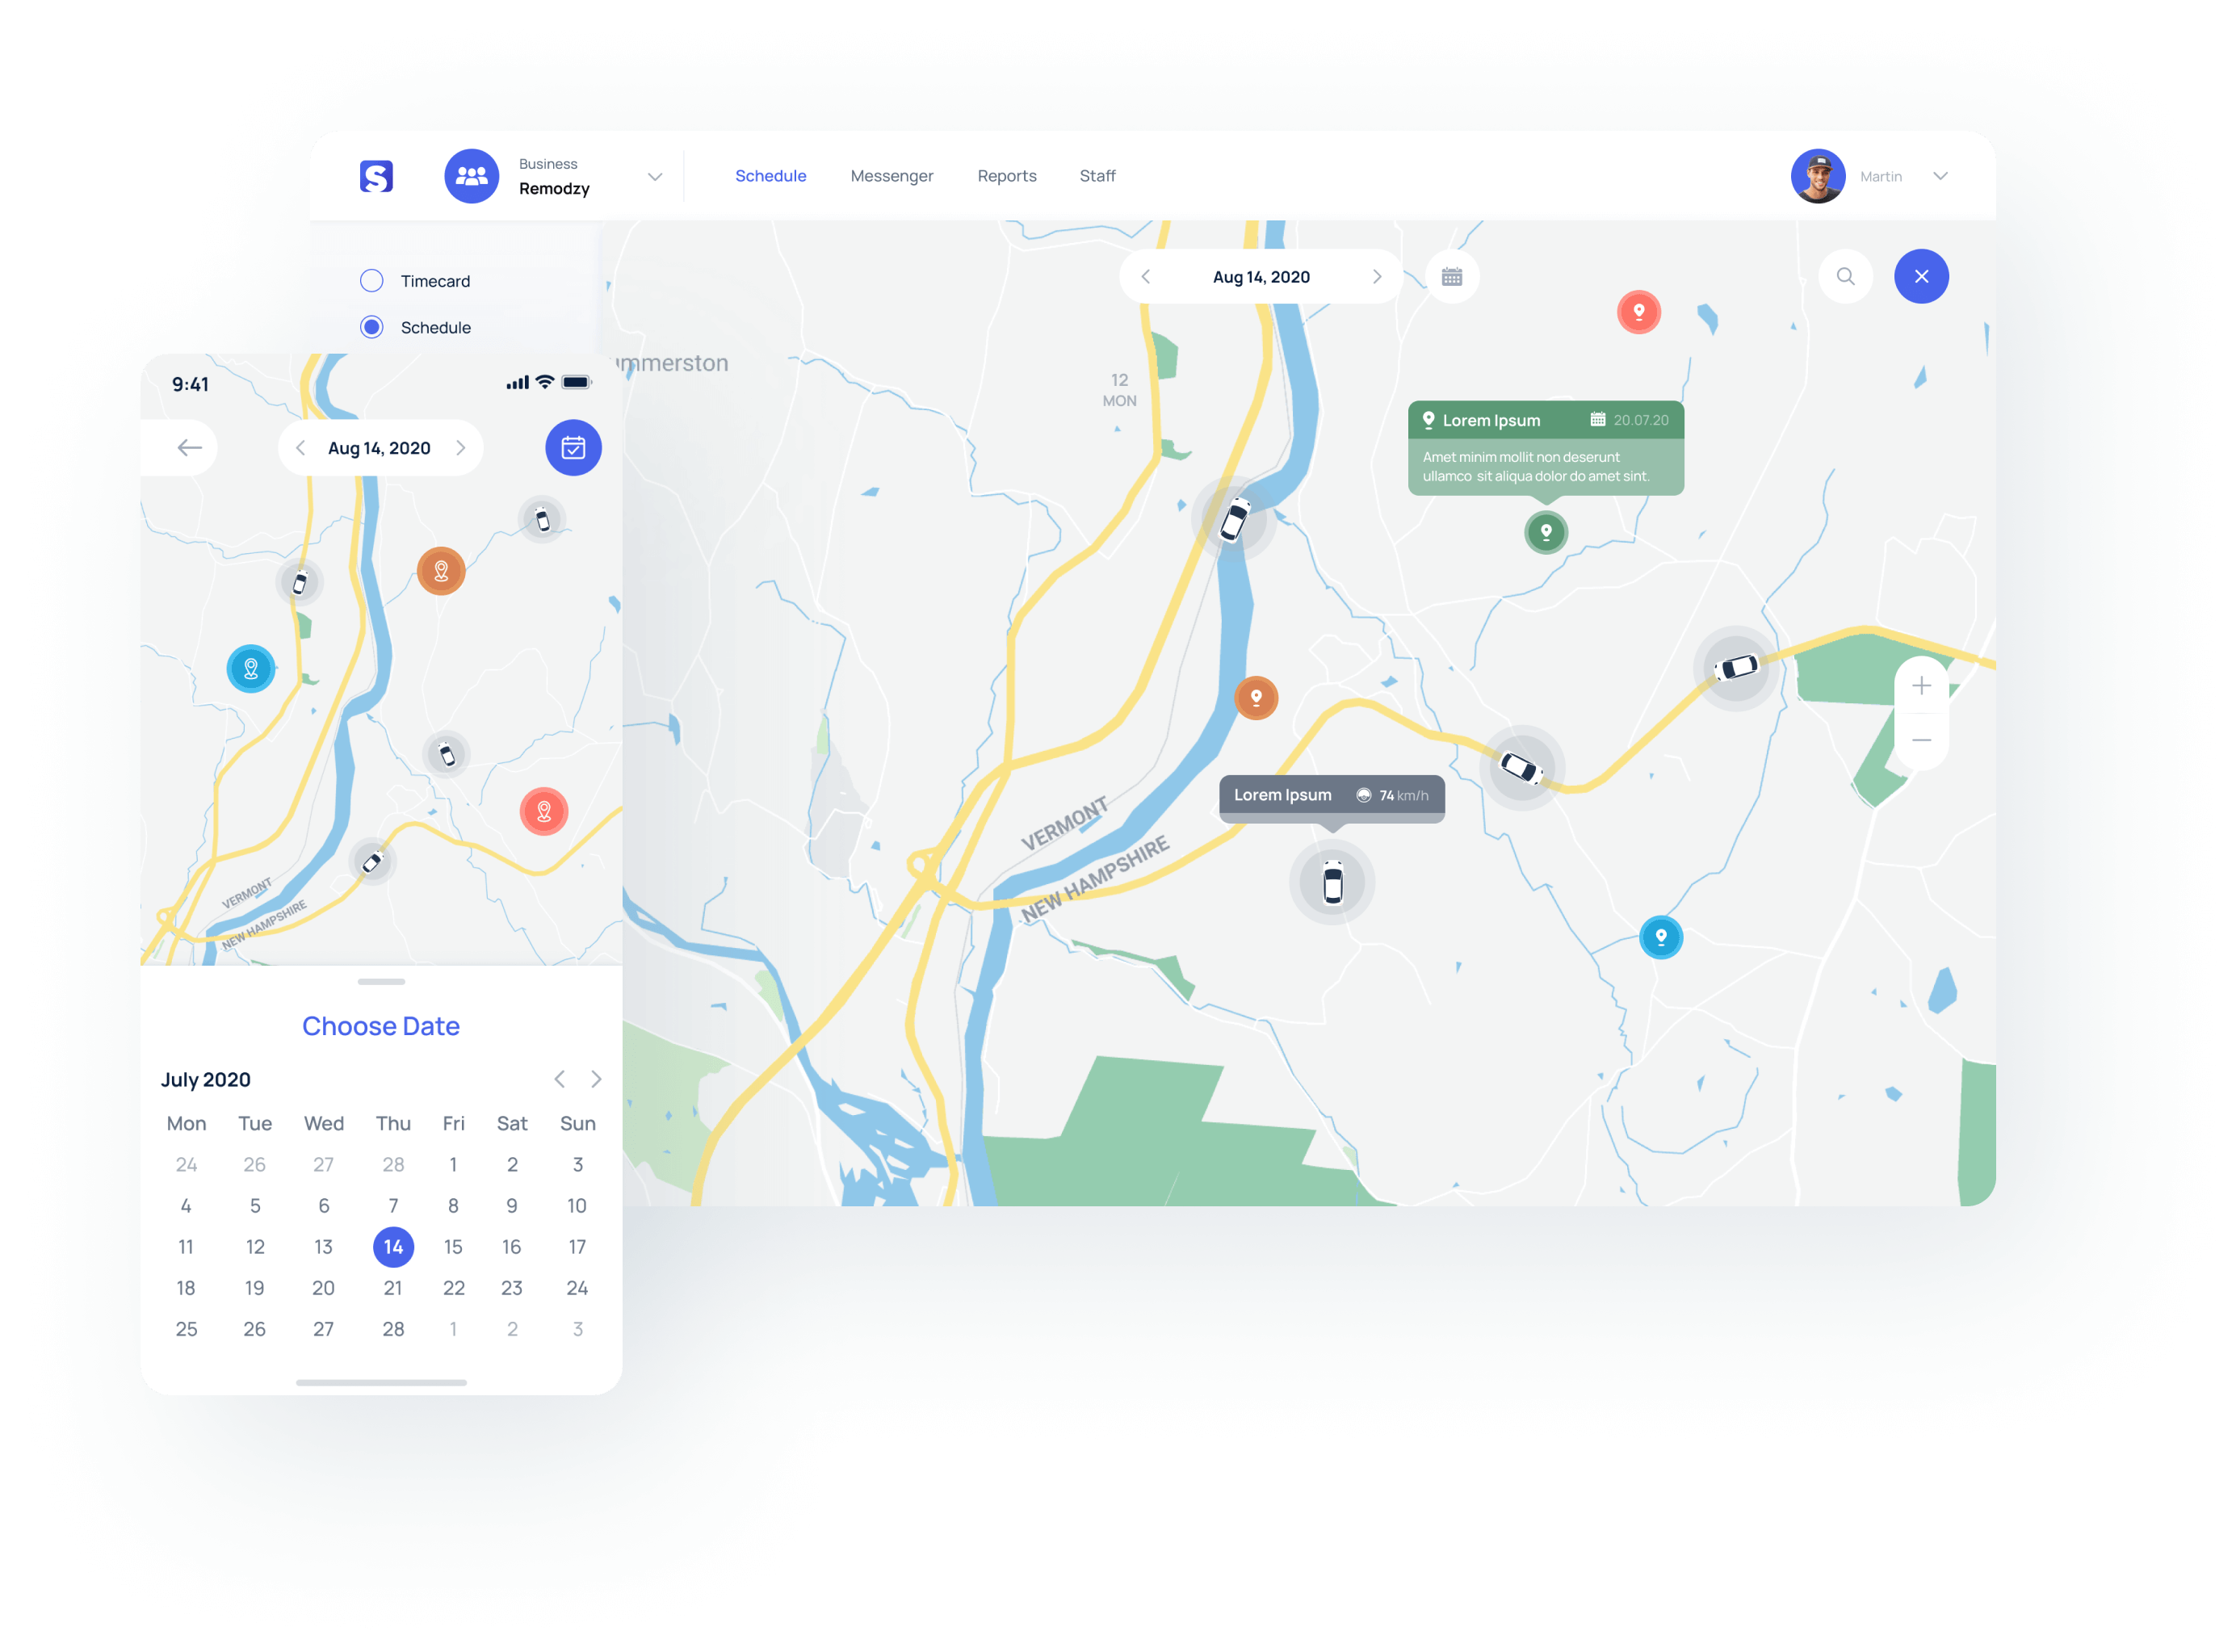 S
Business
Remodzy
Schedule
Messenger
Reports
Staff
Martin
Timecard
Schedule
Aug 14, 2020
12
MON
Lorem Ipsum
20.07.20
Amet minim mollit non deserunt
ullamco sit aliqua dolor do amet sint.
Lorem Ipsum
74 km/h
VERMONT
NEW HAMPSHIRE
9:41
Aug 14, 2020
VERMONT
NEW HAMPSHIRE
Choose Date
July 2020
Mon Tue Wed Thu Fri Sat Sun
24 26 27 28 1 2 3
4 5 6 7 8 9 10
11 12 13 14 15 16 17
18 19 20 21 22 23 24
25 26 27 28 1 2 3